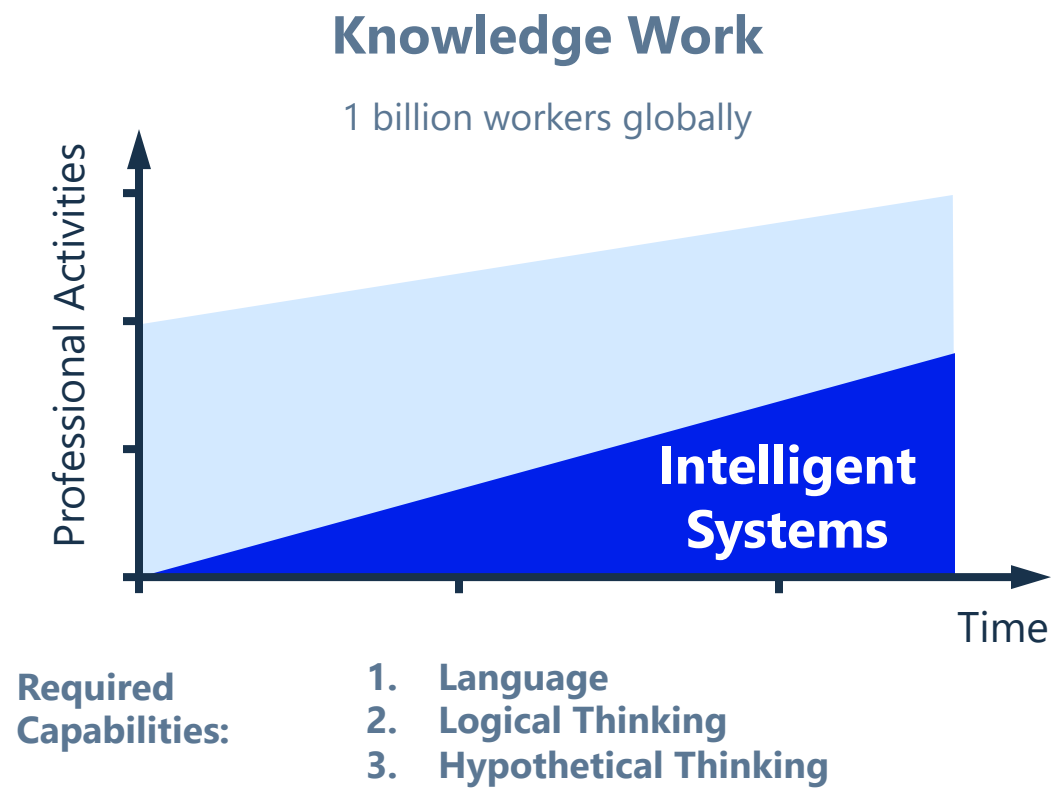 Knowledge Work
1 billion workers globally
Professional Activities
Intelligent
Systems
Time
Required
Capabilities:
1. Language
2. Logical Thinking
3. Hypothetical Thinking